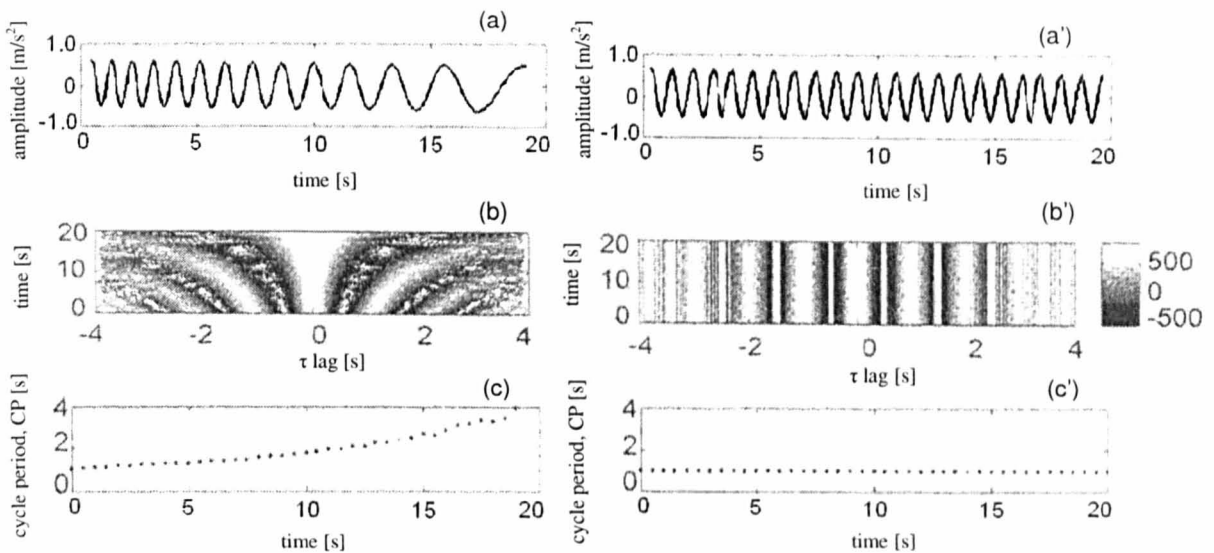 (a)
1.0
0
-1.0
amplitude [m/s²]
0 5 10 15 20
time [s]
(a')
1.0
0
-1.0
amplitude [m/s²]
0 5 10 15 20
time [s]
(b)
20
10
0
time [s]
-4 -2 0 2 4
τ lag [s]
(b')
20
10
0
time [s]
-4 -2 0 2 4
τ lag [s]
500
0
-500
(c)
4
2
0
cycle period, CP [s]
0 5 10 15 20
time [s]
(c')
4
2
0
cycle period, CP [s]
0 5 10 15 20
time [s]